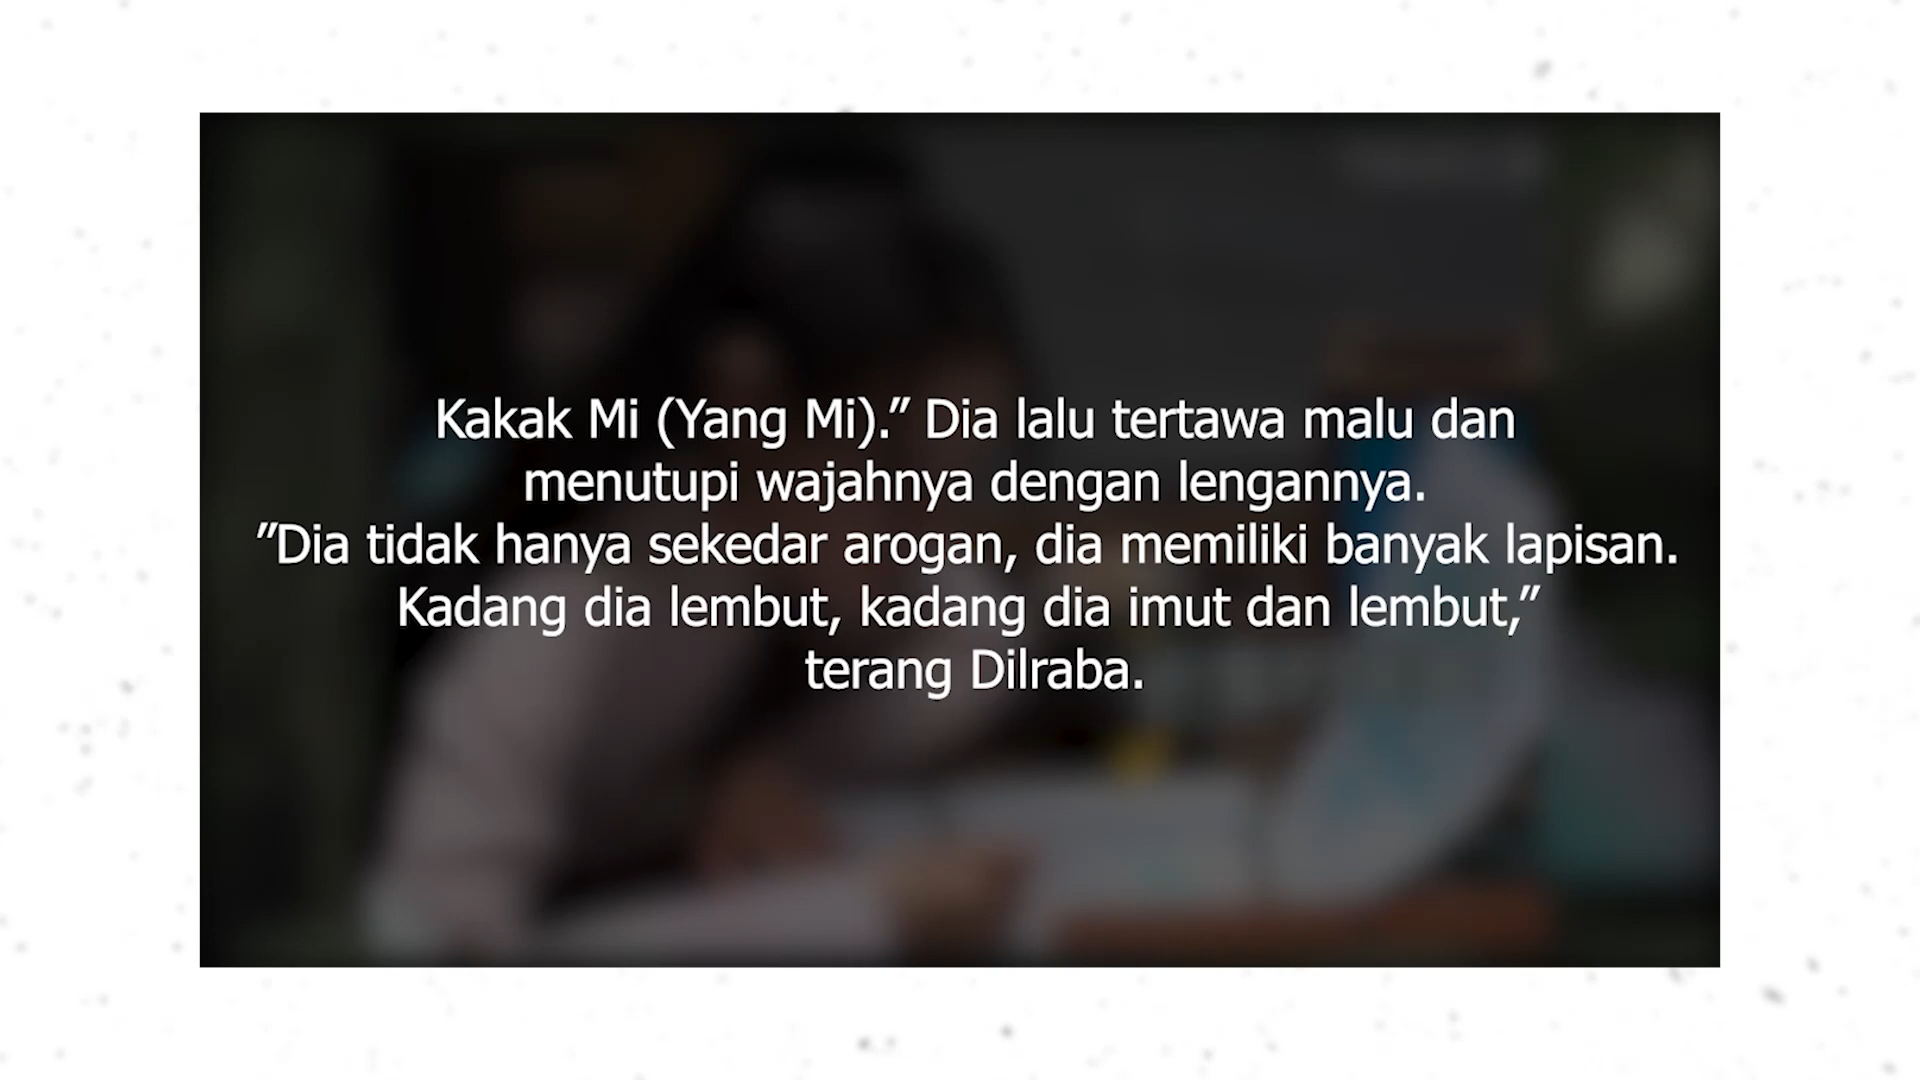 Kakak Mi (Yang Mi).” Dia lalu tertawa malu dan
menutupi wajahnya dengan lengannya.
”Dia tidak hanya sekedar arogan, dia memiliki banyak lapisan.
Kadang dia lembut, kadang dia imut dan lembut,”
terang Dilraba.